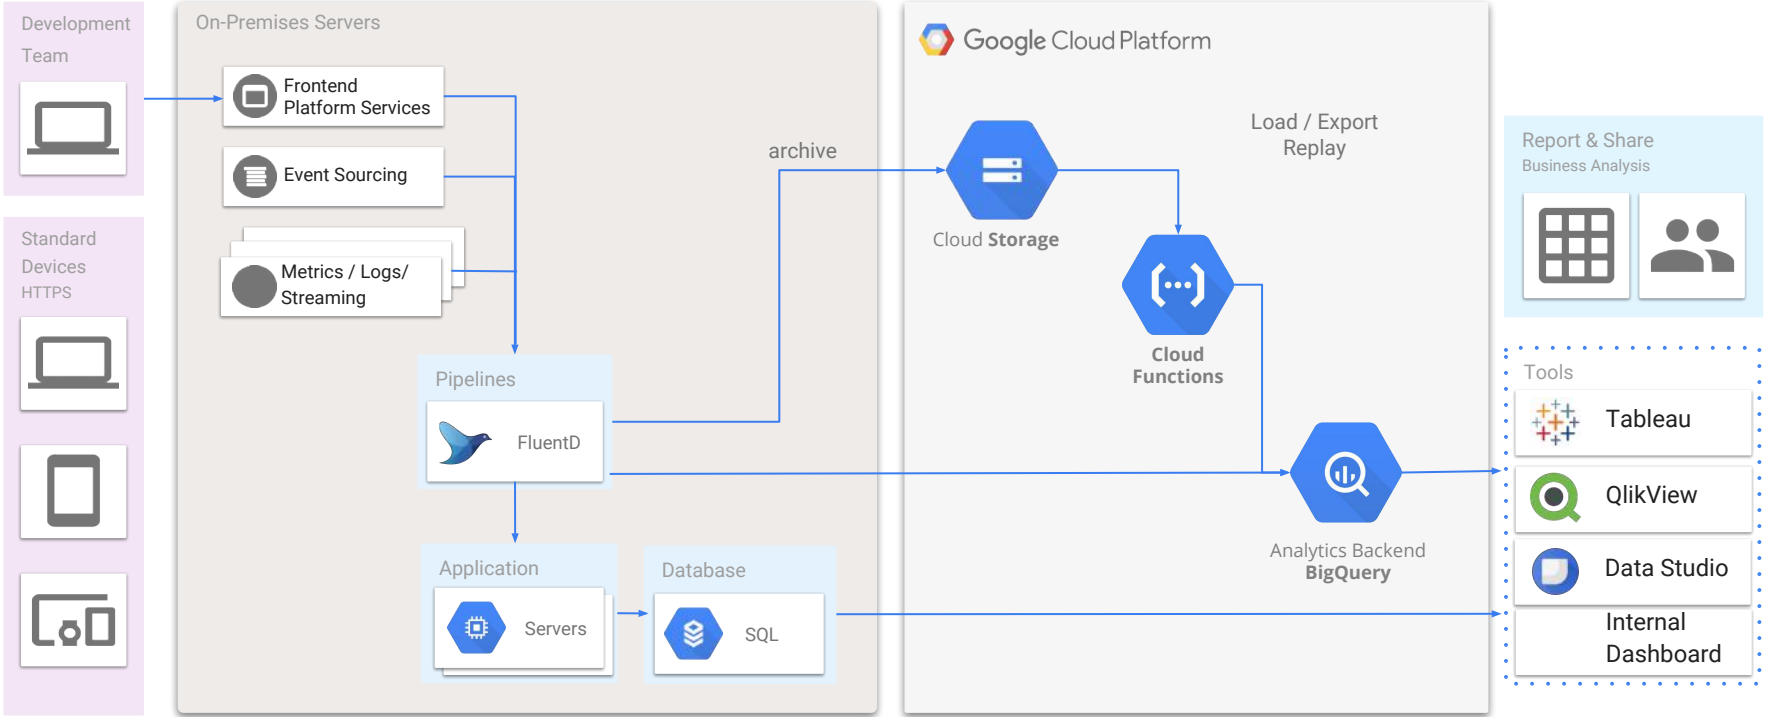 Development
Team
Standard
Devices
HTTPS
On-Premises Servers
Frontend
Platform Services
Event Sourcing
Metrics / Logs/
Streaming
Pipelines
FluentD
Application
Servers
Database
SQL
archive
Google Cloud Platform
Load / Export
Replay
Cloud Storage
Cloud
Functions
Analytics Backend
BigQuery
Report & Share
Business Analysis
Tools
Tableau
QlikView
Data Studio
Internal
Dashboard